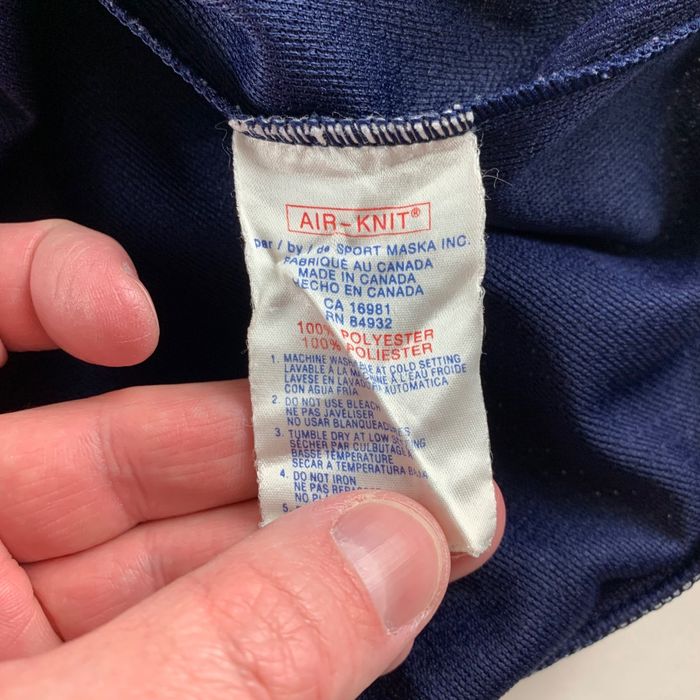 AIR-KNIT®
par / by / de SPORT MASKA INC.
FABRIQUÉ AU CANADA
MADE IN CANADA
HECHO EN CANADA
CA 16981
RN 84932
100% POLYESTER
100% POLIESTER
1. MACHINE WASHABLE AT COLD SETTING
LAVABLE À LA MACHINE À L'EAU FROIDE
LAVESE EN LAVADORA AUTOMATICA
CON AGUA FRIA
2. DO NOT USE BLEACH
NE PAS JAVÉLISER
NO USAR BLANQUEADORES
3. TUMBLE DRY AT LOW SETTING
SÉCHER PAR CULBUTAGE
BASSE TEMPÉRATURE
SECAR A TEMPERATURA BAJA
4. DO NOT IRON
NE PAS REPASSER
NO
5.